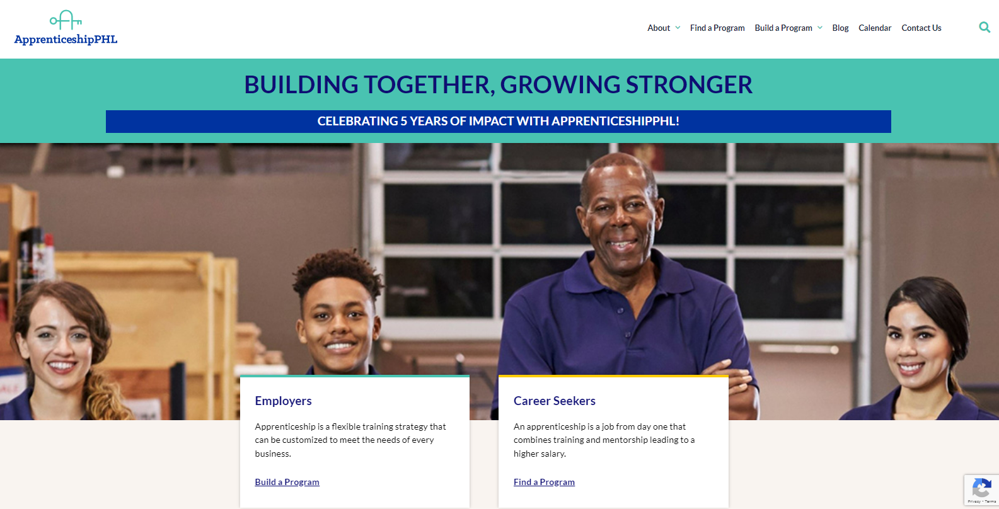 ApprenticeshipPHL
About
Find a Program
Build a Program
Blog
Calendar
Contact Us
BUILDING TOGETHER, GROWING STRONGER
CELEBRATING 5 YEARS OF IMPACT WITH APPRENTICESHIPPHL!
Employers
Apprenticeship is a flexible training strategy that
can be customized to meet the needs of every
business.
Build a Program
Career Seekers
An apprenticeship is a job from day one that
combines training and mentorship leading to a
higher salary.
Find a Program
Privacy • Terms